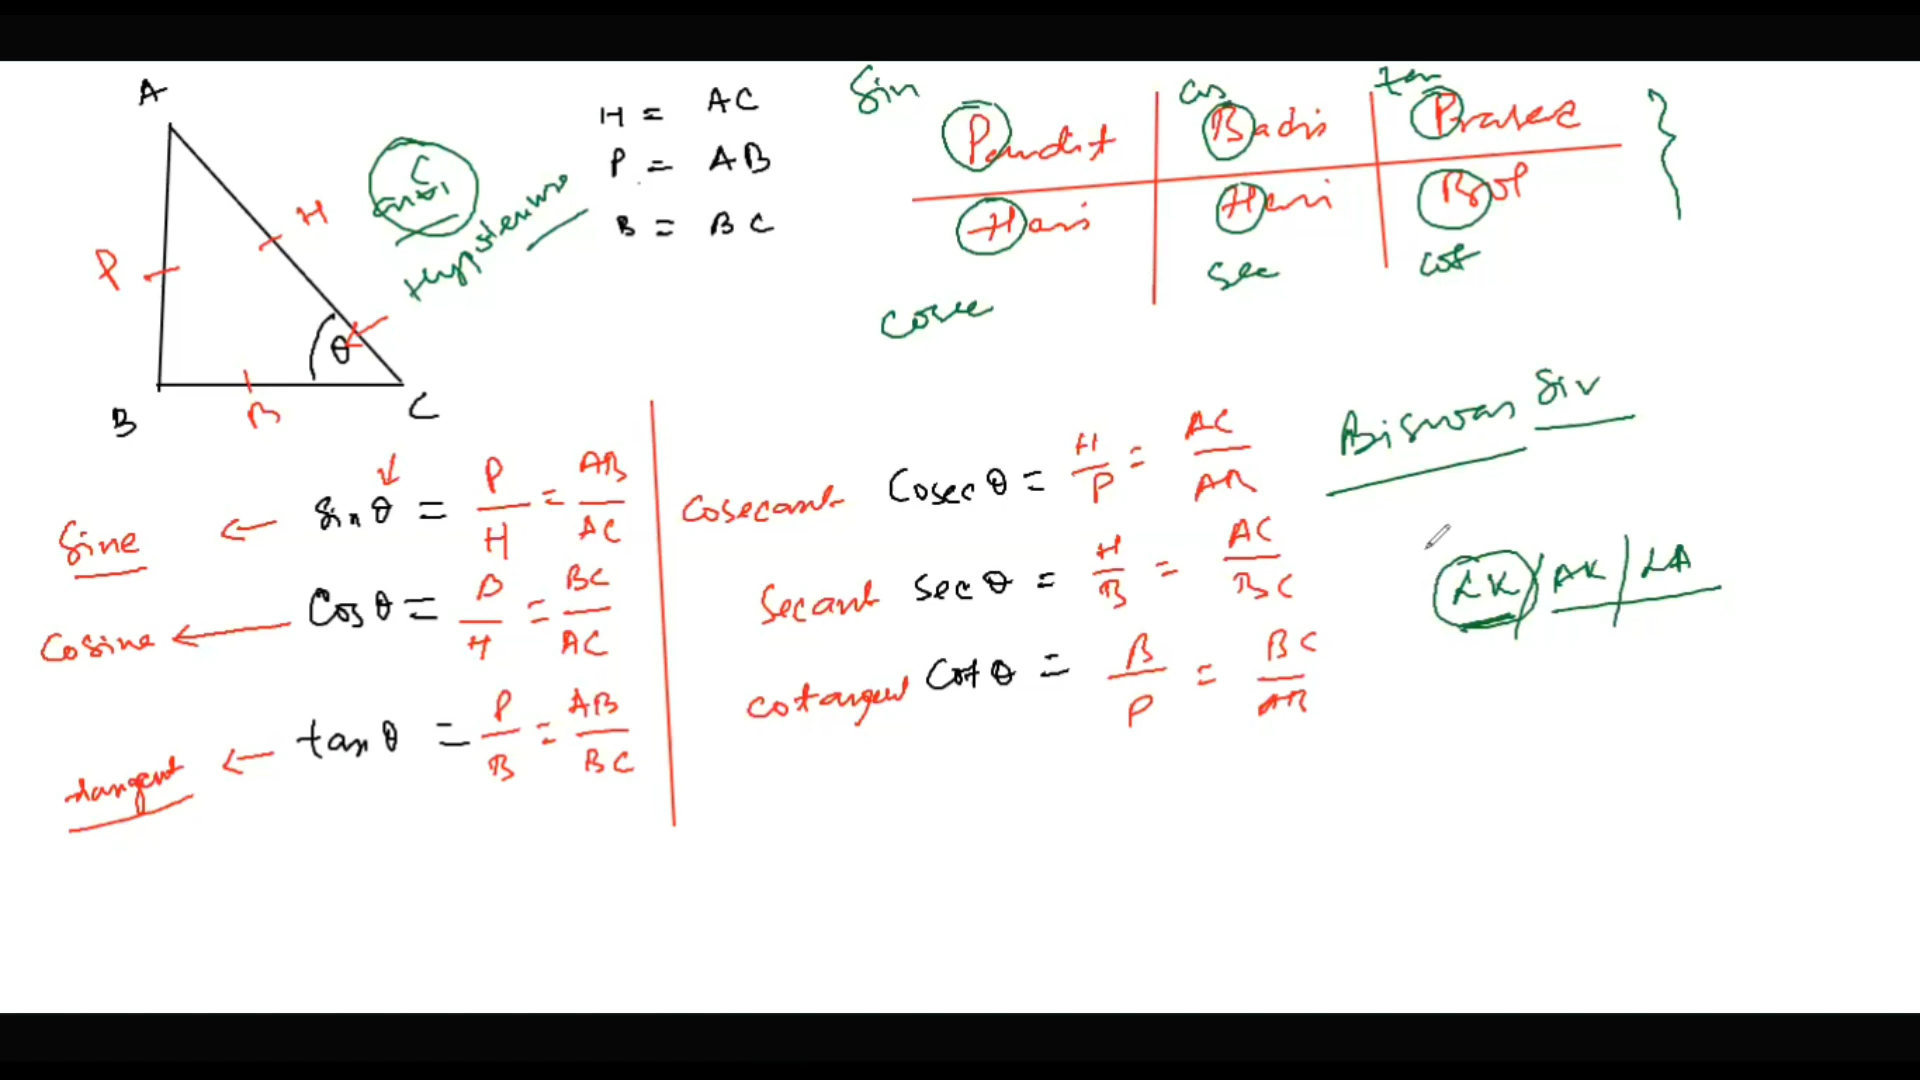 A
H = AC
P = AB
B = BC
P
H
θ
B
B
C
Hypotenuse
Sin
cos
tan
Pandit
Badri
Hari
Hari
Bol
cosec
sec
cot
Sine ← sin θ = P/H = AB/AC
Cosine ← Cos θ = B/H = BC/AC
tangent ← tan θ = P/B = AB/BC
Cosecant Cosec θ = H/P = AC/AB
Secant sec θ = H/B = AC/BC
cotangent Cot θ = B/P = BC/AB
Biswas Sir
LK/AK/LA